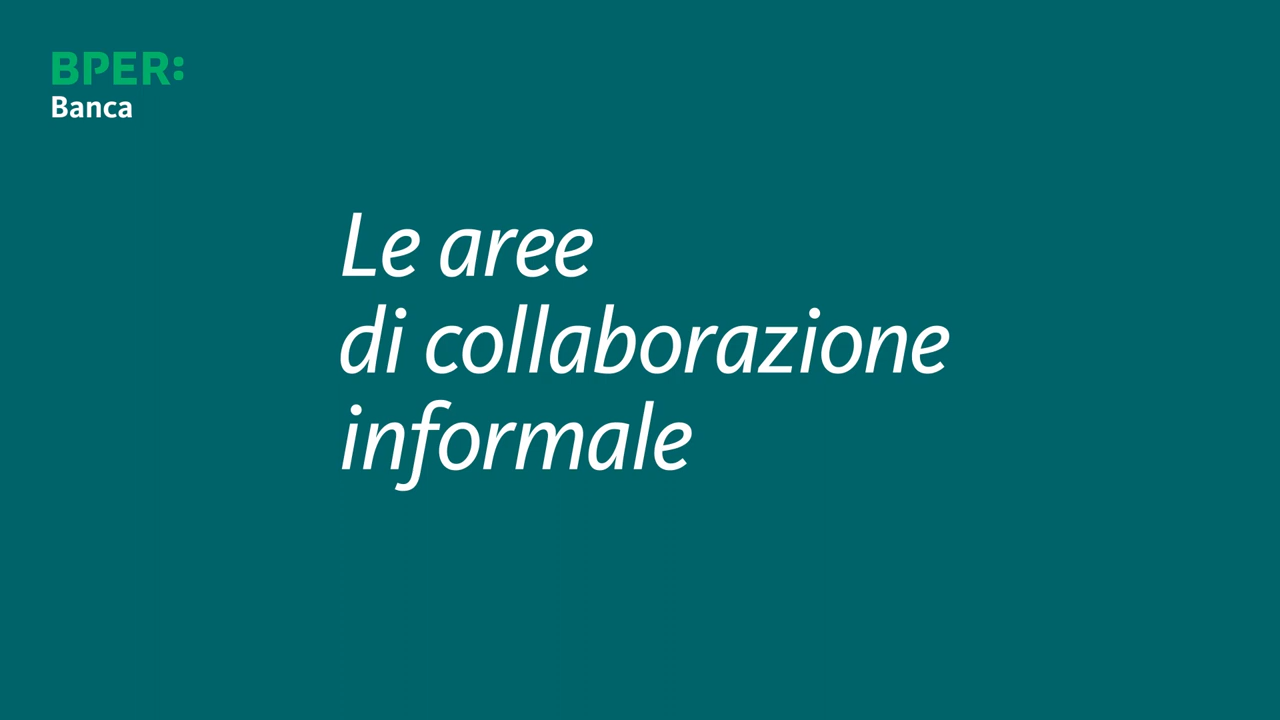 BPER:
Banca
Le aree
di collaborazione
informale